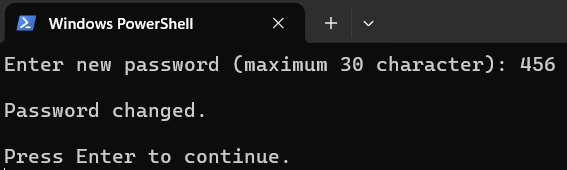 Windows PowerShell
Enter new password (maximum 30 character): 456
Password changed.
Press Enter to continue.